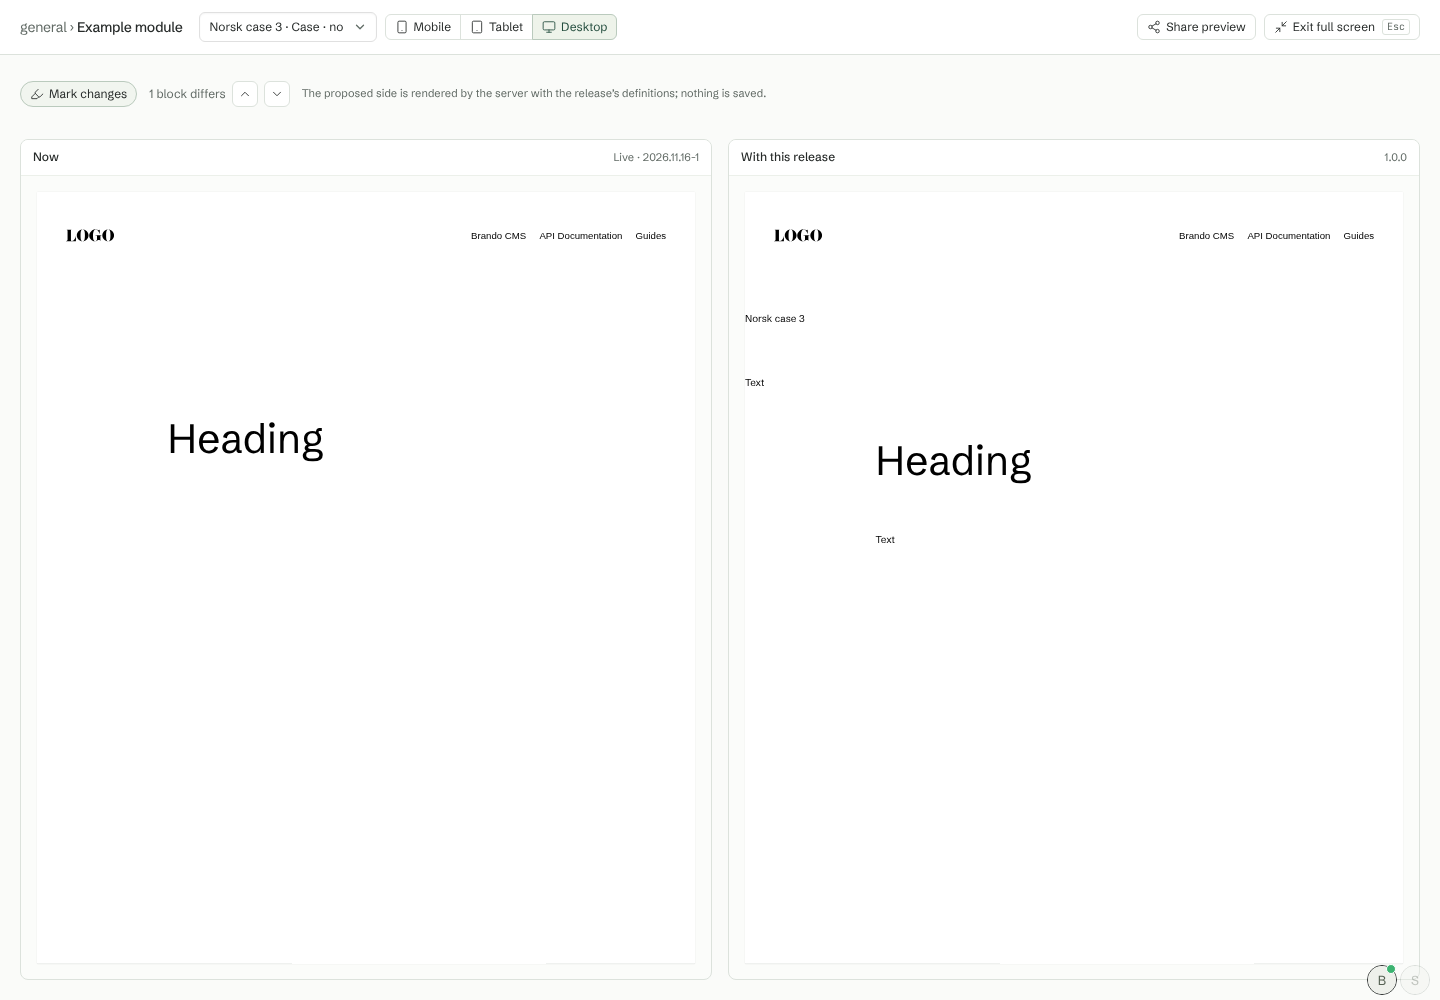 general › Example module
Norsk case 3 · Case · no
Mobile
Tablet
Desktop
Share preview
Exit full screen Esc
Mark changes
1 block differs
The proposed side is rendered by the server with the release's definitions; nothing is saved.
Now
Live · 2026.11.16-1
LOGO
Brando CMS
API Documentation
Guides
Heading
With this release
1.0.0
LOGO
Brando CMS
API Documentation
Guides
Norsk case 3
Text
Heading
Text
B
S